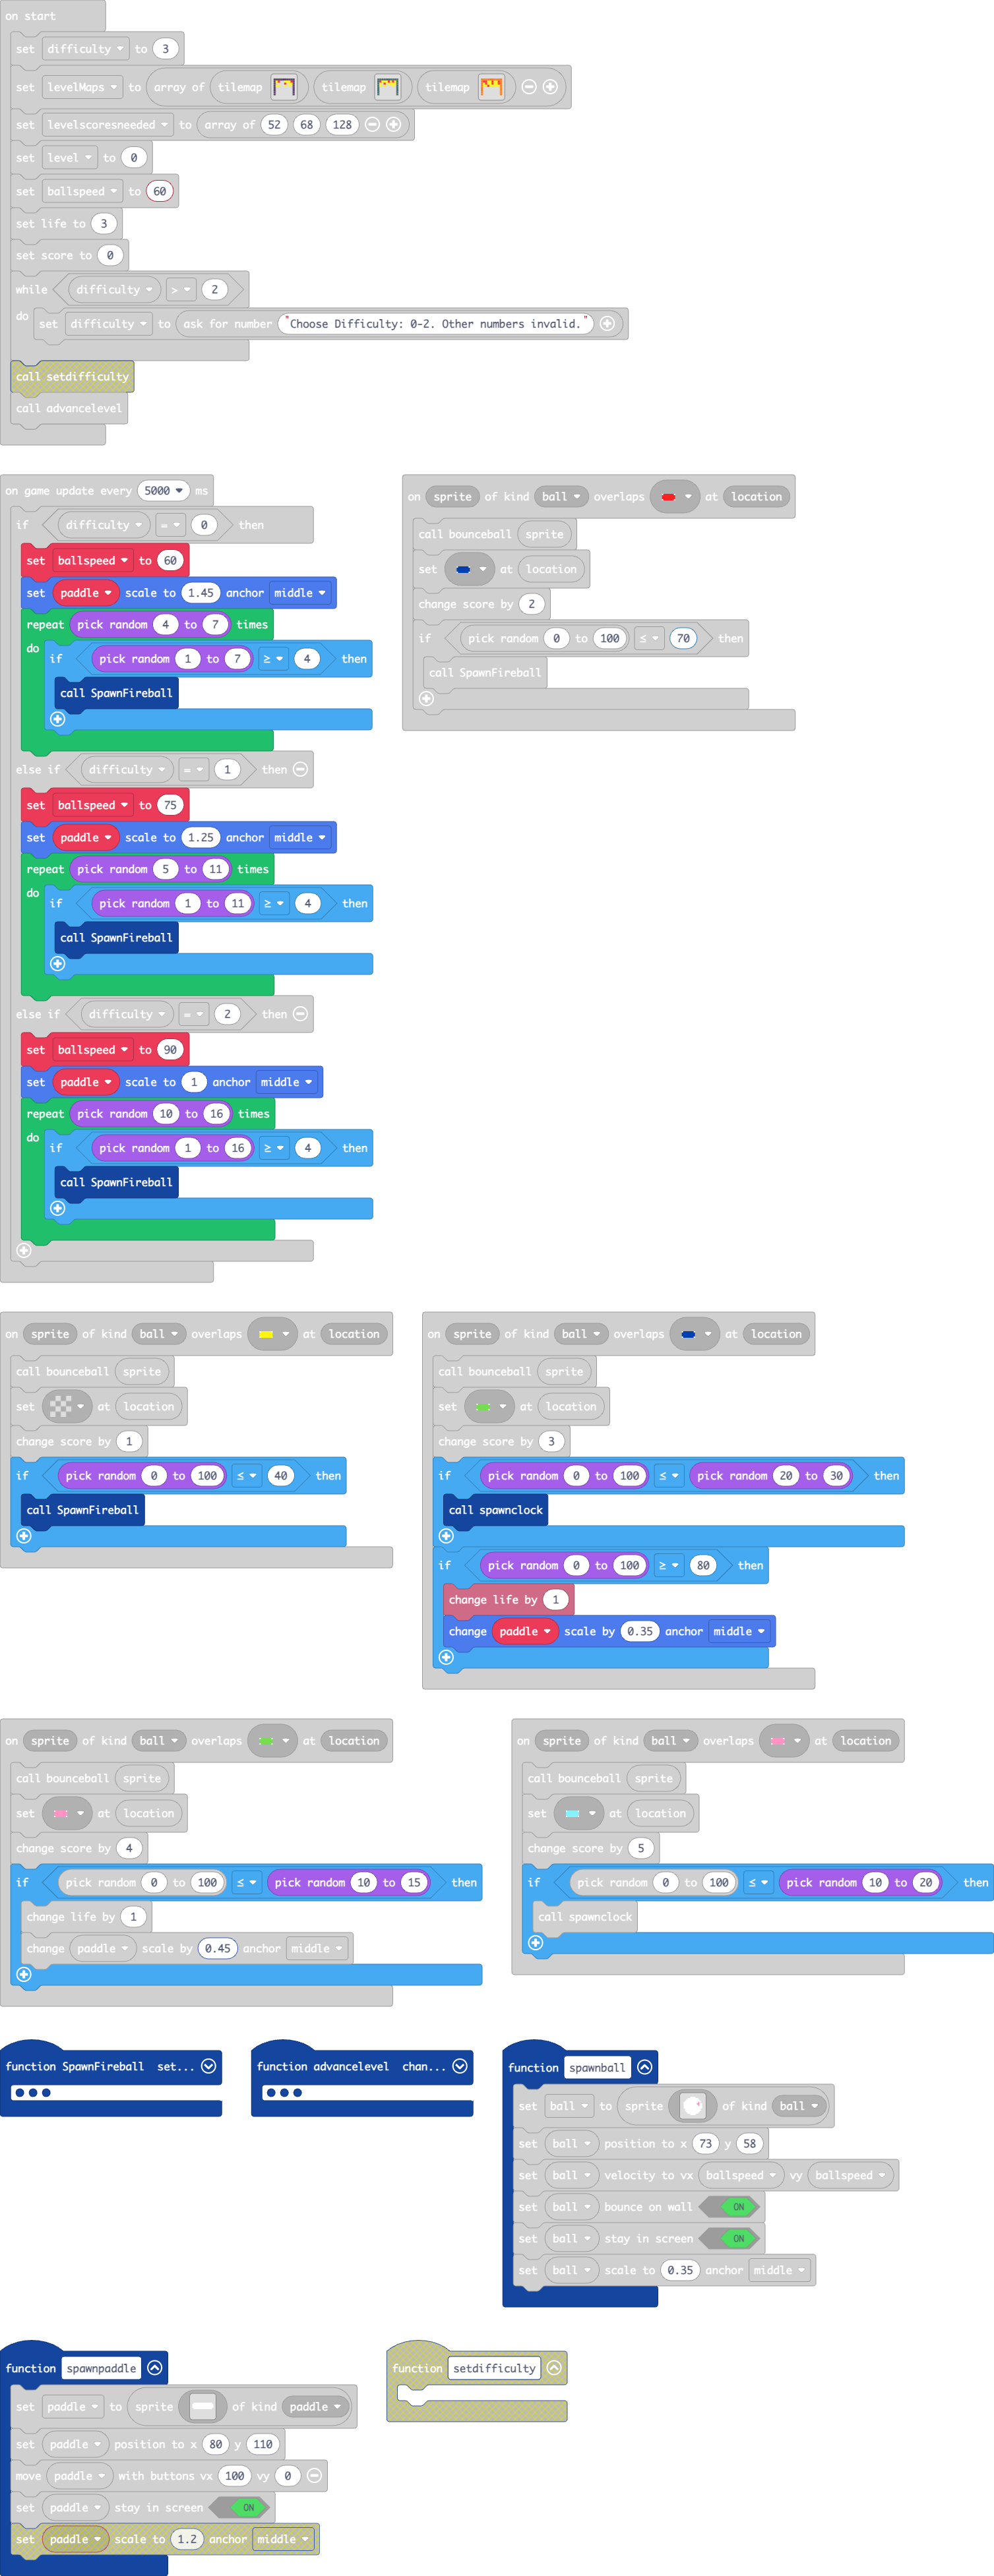 on start
set difficulty to 3
set levelMaps to array of tilemap tilemap tilemap
set levelscoresneeded to array of 52 68 128
set level to 0
set ballspeed to 60
set life to 3
set score to 0
while difficulty > 2
do set difficulty to ask for number "Choose Difficulty: 0-2. Other numbers invalid."
call setdifficulty
call advancelevel
on game update every 5000 ms
if difficulty = 0 then
set ballspeed to 60
set paddle scale to 1.45 anchor middle
repeat pick random 4 to 7 times
do if pick random 1 to 7 ≥ 4 then
call SpawnFireball
else if difficulty = 1 then
set ballspeed to 75
set paddle scale to 1.25 anchor middle
repeat pick random 5 to 11 times
do if pick random 1 to 11 ≥ 4 then
call SpawnFireball
else if difficulty = 2 then
set ballspeed to 90
set paddle scale to 1 anchor middle
repeat pick random 10 to 16 times
do if pick random 1 to 16 ≥ 4 then
call SpawnFireball
on sprite of kind ball overlaps at location
call bounceball sprite
set at location
change score by 2
if pick random 0 to 100 ≤ 70 then
call SpawnFireball
on sprite of kind ball overlaps at location
call bounceball sprite
set at location
change score by 1
if pick random 0 to 100 ≤ 40 then
call SpawnFireball
on sprite of kind ball overlaps at location
call bounceball sprite
set at location
change score by 3
if pick random 0 to 100 ≤ pick random 20 to 30 then
call spawnclock
if pick random 0 to 100 ≥ 80 then
change life by 1
change paddle scale by 0.35 anchor middle
on sprite of kind ball overlaps at location
call bounceball sprite
set at location
change score by 4
if pick random 0 to 100 ≤ pick random 10 to 15 then
change life by 1
change paddle scale by 0.45 anchor middle
on sprite of kind ball overlaps at location
call bounceball sprite
set at location
change score by 5
if pick random 0 to 100 ≤ pick random 10 to 20 then
call spawnclock
function SpawnFireball set...
function advancelevel chan...
function spawnball
set ball to sprite of kind ball
set ball position to x 73 y 58
set ball velocity to vx ballspeed vy ballspeed
set ball bounce on wall ON
set ball stay in screen ON
set ball scale to 0.35 anchor middle
function spawnpaddle
set paddle to sprite of kind paddle
set paddle position to x 80 y 110
move paddle with buttons vx 100 vy 0
set paddle stay in screen ON
set paddle scale to 1.2 anchor middle
function setdifficulty